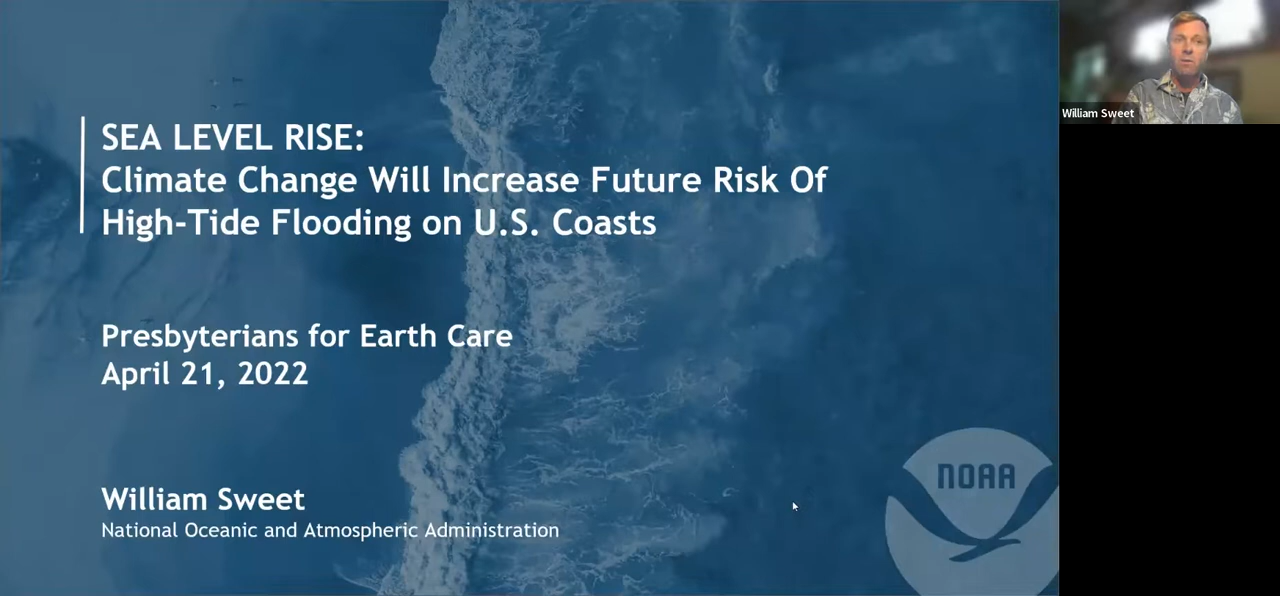 SEA LEVEL RISE:
Climate Change Will Increase Future Risk Of
High-Tide Flooding on U.S. Coasts
Presbyterians for Earth Care
April 21, 2022
William Sweet
National Oceanic and Atmospheric Administration
NOAA
William Sweet